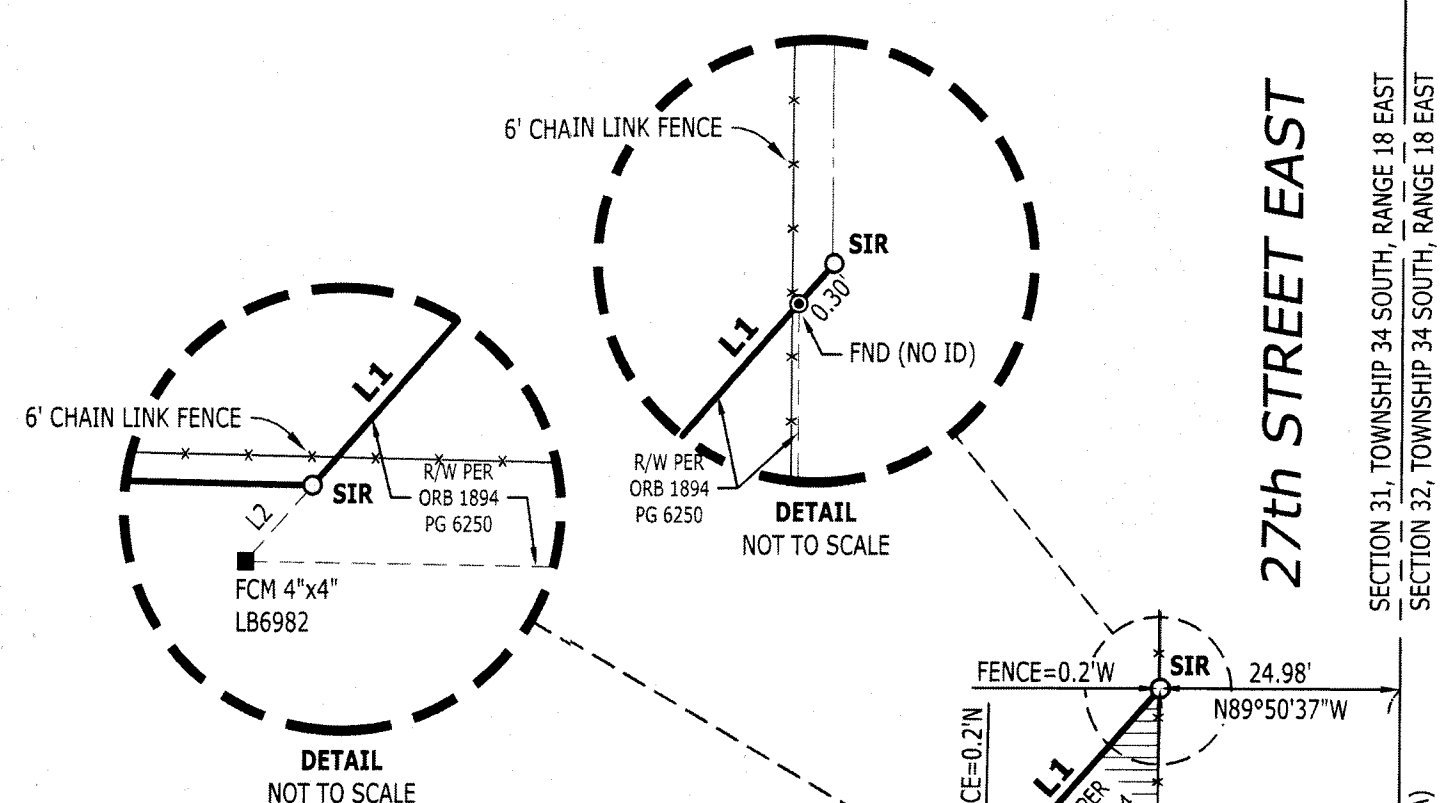 6' CHAIN LINK FENCE
SIR
0.30'
L1
FND (NO ID)
R/W PER
ORB 1894
PG 6250
DETAIL
NOT TO SCALE
6' CHAIN LINK FENCE
L1
SIR
L2
R/W PER
ORB 1894
PG 6250
FCM 4"x4"
LB6982
DETAIL
NOT TO SCALE
27th STREET EAST
SECTION 31, TOWNSHIP 34 SOUTH, RANGE 18 EAST
SECTION 32, TOWNSHIP 34 SOUTH, RANGE 18 EAST
FENCE=0.2'W
SIR
24.98'
N89°50'37"W
CE=0.2'N
L1
PER